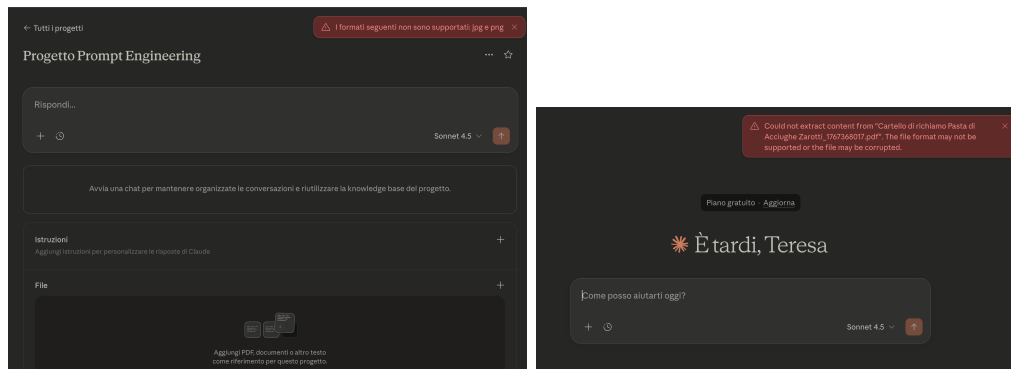 ← Tutti i progetti
I formati seguenti non sono supportati: jpg e png ×
Progetto Prompt Engineering
Rispondi...
Sonnet 4.5
Avvia una chat per mantenere organizzate le conversazioni e riutilizzare la knowledge base del progetto.
Istruzioni
Aggiungi istruzioni per personalizzare le risposte di Claude
File
Aggiungi PDF, documenti o altro testo
come riferimento per questo progetto.
Could not extract content from "Cartello di richiamo Pasta di
Acciughe Zarotti_1767368017.pdf". The file format may not be
supported or the file may be corrupted.
Piano gratuito · Aggiorna
È tardi, Teresa
Come posso aiutarti oggi?
Sonnet 4.5